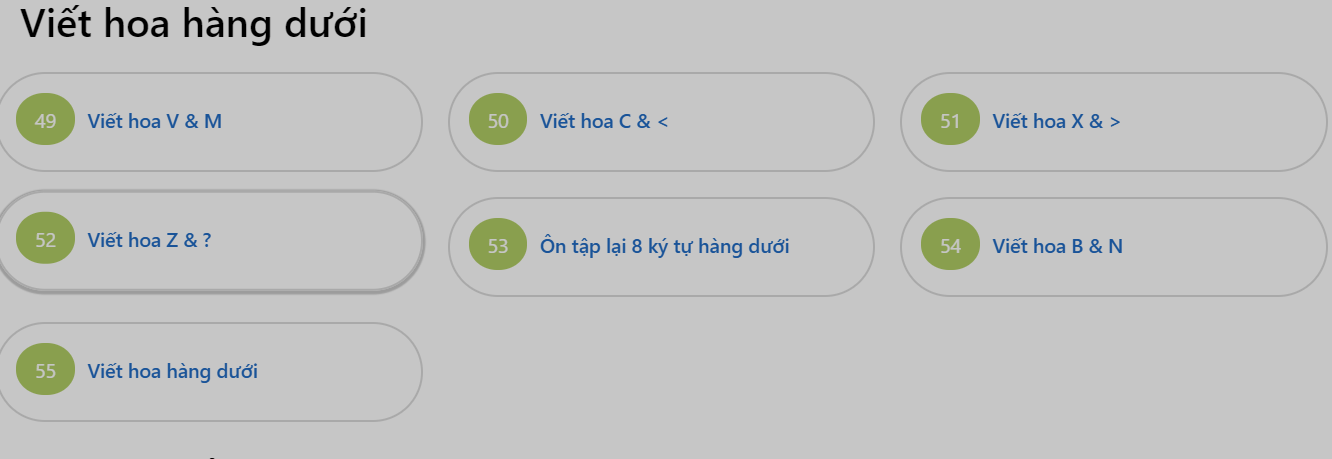 Viết hoa hàng dưới
49 Viết hoa V & M
50 Viết hoa C & <
51 Viết hoa X & >
52 Viết hoa Z & ?
53 Ôn tập lại 8 ký tự hàng dưới
54 Viết hoa B & N
55 Viết hoa hàng dưới